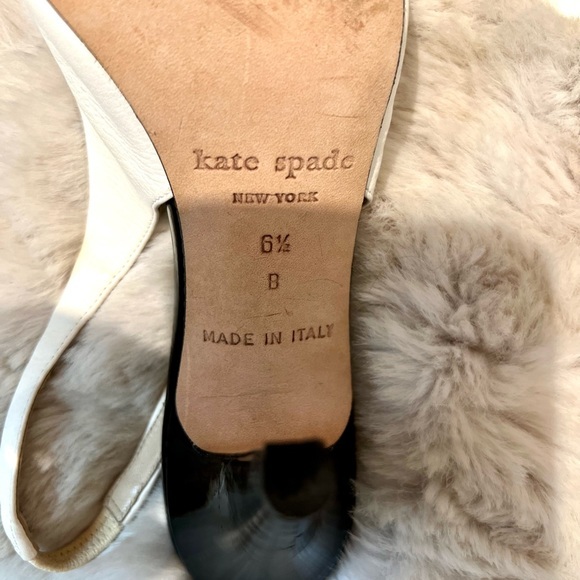 kate spade
NEW YORK
6½
B
MADE IN ITALY